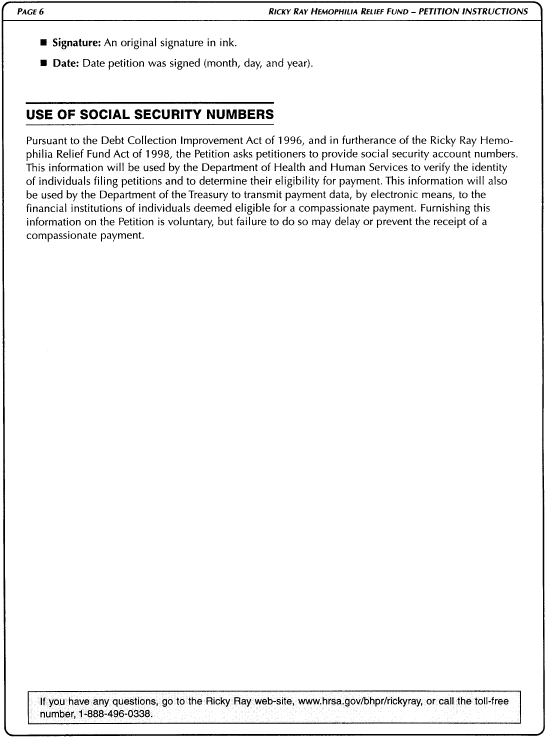 PAGE 6 RICKY RAY HEMOPHILIA RELIEF FUND – PETITION INSTRUCTIONS
■ Signature: An original signature in ink.
■ Date: Date petition was signed (month, day, and year).
USE OF SOCIAL SECURITY NUMBERS
Pursuant to the Debt Collection Improvement Act of 1996, and in furtherance of the Ricky Ray Hemo-
philia Relief Fund Act of 1998, the Petition asks petitioners to provide social security account numbers.
This information will be used by the Department of Health and Human Services to verify the identity
of individuals filing petitions and to determine their eligibility for payment. This information will also
be used by the Department of the Treasury to transmit payment data, by electronic means, to the
financial institutions of individuals deemed eligible for a compassionate payment. Furnishing this
information on the Petition is voluntary, but failure to do so may delay or prevent the receipt of a
compassionate payment.
If you have any questions, go to the Ricky Ray web-site, www.hrsa.gov/bhpr/rickyray, or call the toll-free
number, 1-888-496-0338.